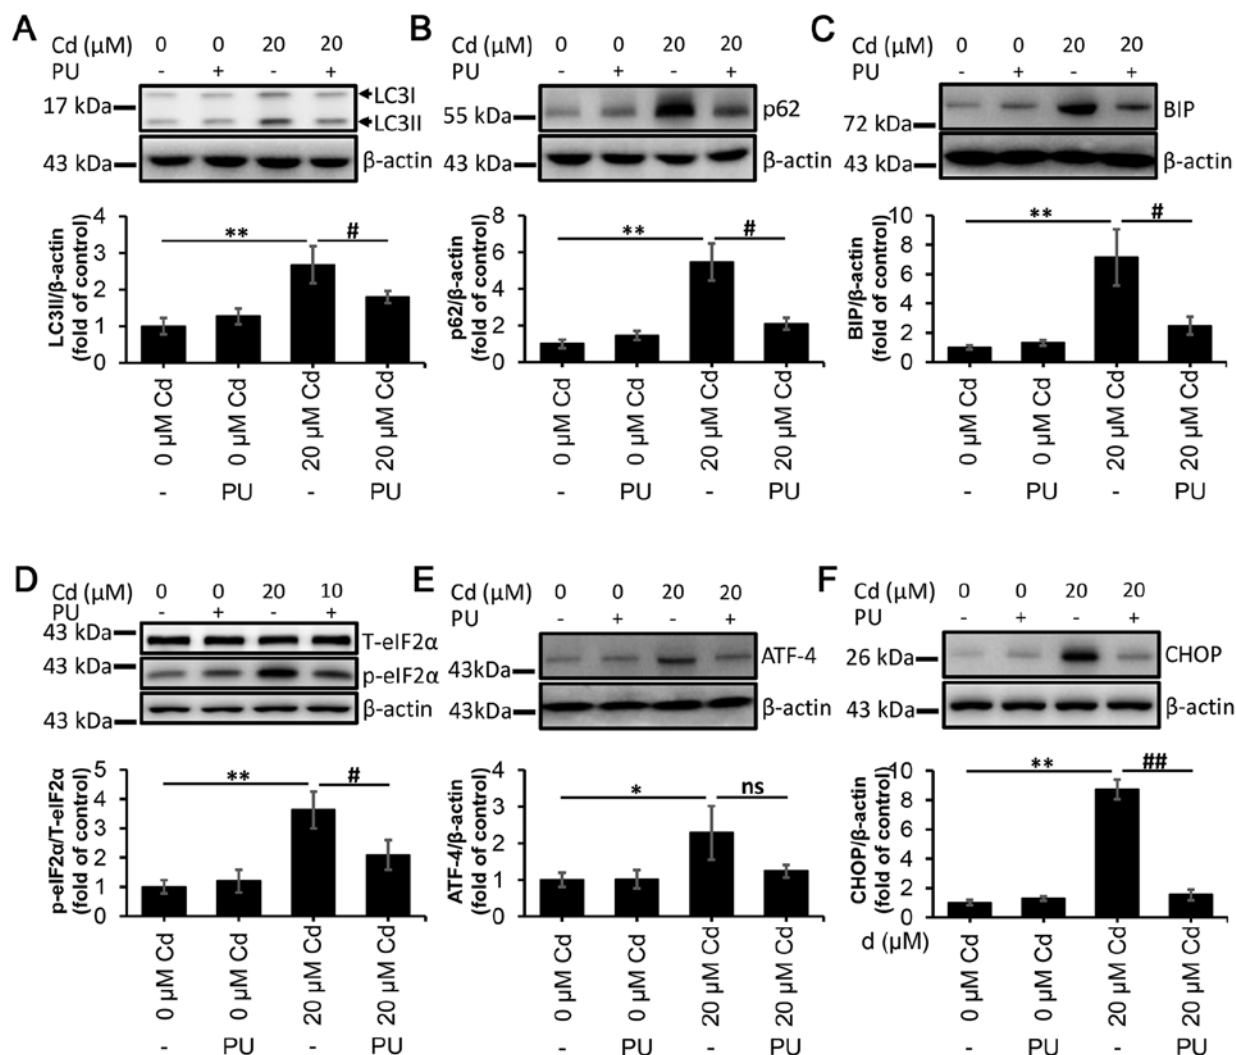 A
Cd (μM) 0 0 20 20
PU - + - +
17 kDa
LC3I
LC3II
43 kDa
β-actin
LC3II/β-actin
(fold of control)
4
3
2
1
0
**
#
0 μM Cd
0 μM Cd
20 μM Cd
20 μM Cd
- PU - PU
B
Cd (μM) 0 0 20 20
PU - + - +
55 kDa
p62
43 kDa
β-actin
p62/β-actin
(fold of control)
8
6
4
2
0
**
#
0 μM Cd
0 μM Cd
20 μM Cd
20 μM Cd
- PU - PU
C
Cd (μM) 0 0 20 20
PU - + - +
72 kDa
BIP
43 kDa
β-actin
BIP/β-actin
(fold of control)
10
8
6
4
2
0
**
#
0 μM Cd
0 μM Cd
20 μM Cd
20 μM Cd
- PU - PU
D
Cd (μM) 0 0 20 10
PU - + - +
43 kDa
T-eIF2α
43 kDa
p-eIF2α
43 kDa
β-actin
p-eIF2α/T-eIF2α
(fold of control)
5
4
3
2
1
0
**
#
0 μM Cd
0 μM Cd
20 μM Cd
20 μM Cd
- PU - PU
E
Cd (μM) 0 0 20 20
PU - + - +
43kDa
ATF-4
43kDa
β-actin
ATF-4/β-actin
(fold of control)
4
3
2
1
0
*
ns
0 μM Cd
0 μM Cd
20 μM Cd
20 μM Cd
- PU - PU
F
Cd (μM) 0 0 20 20
PU - + - +
26 kDa
CHOP
43 kDa
β-actin
CHOP/β-actin
(fold of control)
10
8
6
4
2
0
**
##
d (μM)
0 μM Cd
0 μM Cd
20 μM Cd
20 μM Cd
- PU - PU